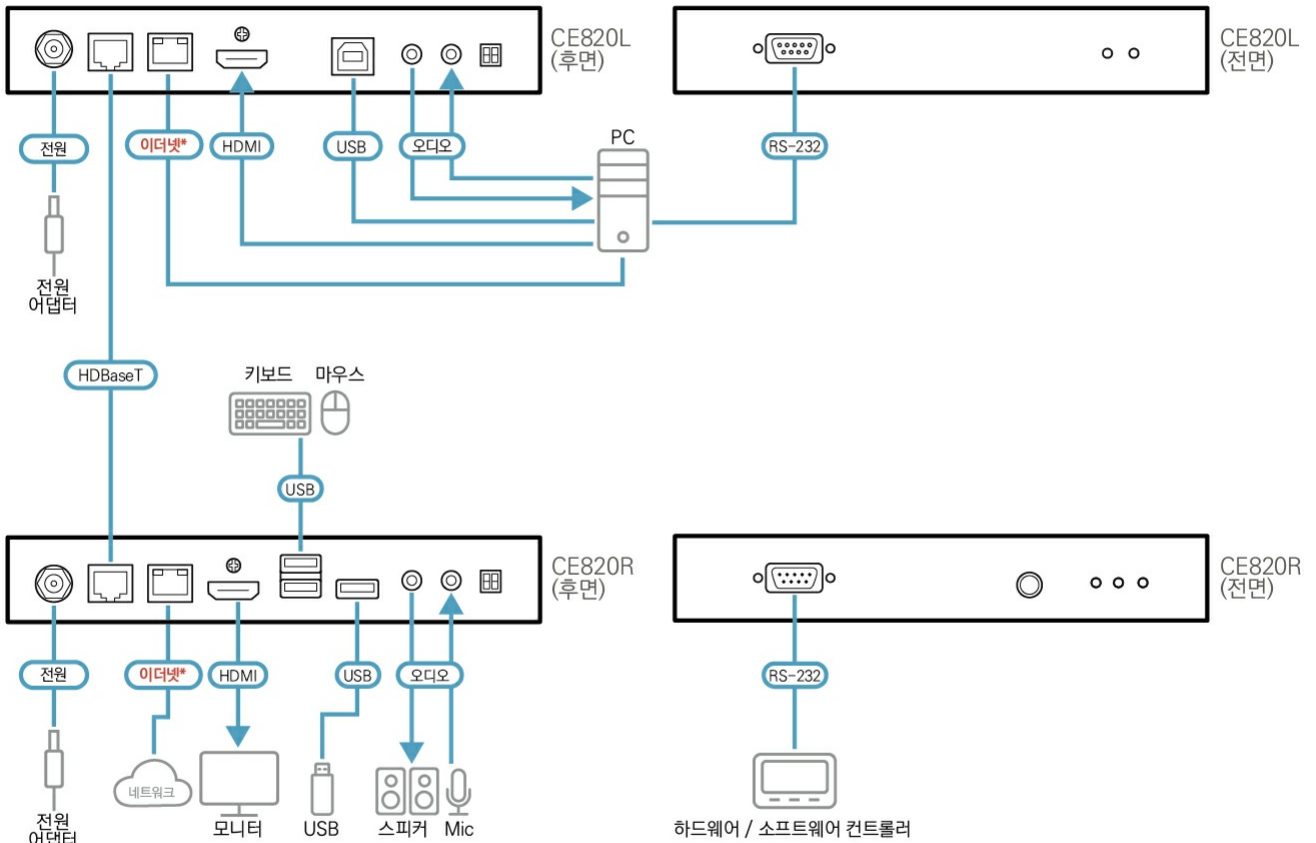 CE820L
(후면)
CE820L
(전면)
전원
이더넷*
HDMI
USB
오디오
PC
RS-232
전원
어댑터
HDBaseT
키보드
마우스
USB
CE820R
(후면)
CE820R
(전면)
전원
이더넷*
HDMI
USB
오디오
RS-232
네트워크
전원
어댑터
모니터
USB
스피커
Mic
하드웨어 / 소프트웨어 컨트롤러